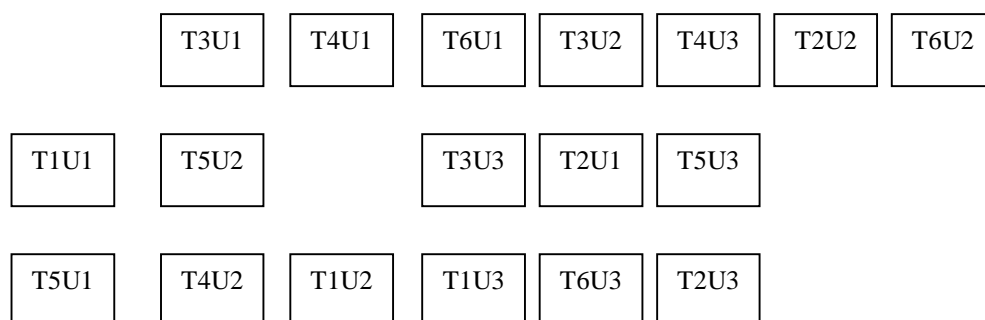 T3U1 T4U1 T6U1 T3U2 T4U3 T2U2 T6U2
T1U1 T5U2 T3U3 T2U1 T5U3
T5U1 T4U2 T1U2 T1U3 T6U3 T2U3